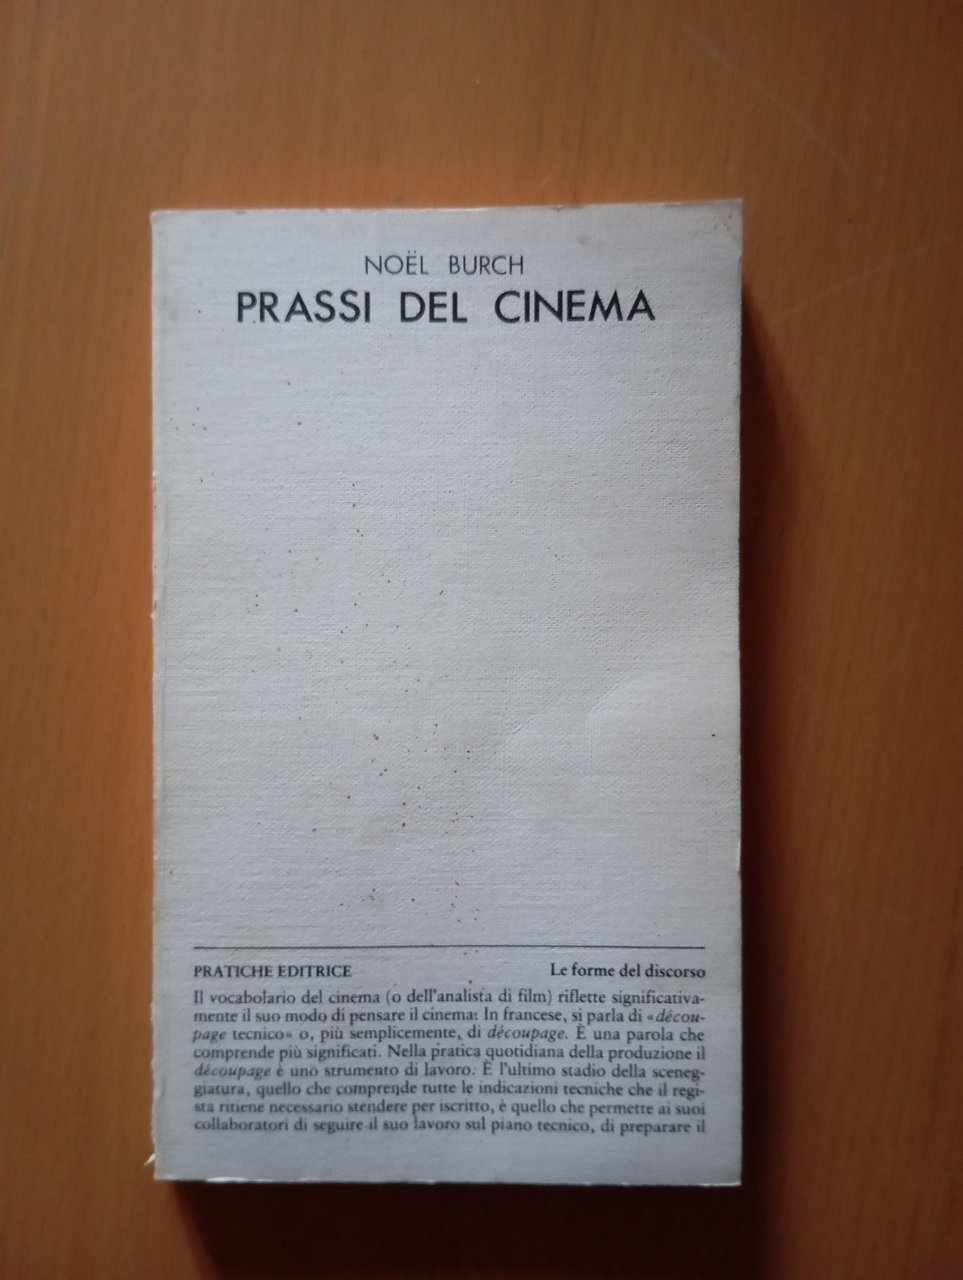 NOËL BURCH
PRASSI DEL CINEMA
PRATICHE EDITRICE Le forme del discorso
Il vocabolario del cinema (o dell'analista di film) riflette significativa-
mente il suo modo di pensare il cinema: In francese, si parla di «décou-
page tecnico» o, più semplicemente, di découpage. È una parola che
comprende più significati. Nella pratica quotidiana della produzione il
découpage è uno strumento di lavoro. È l'ultimo stadio della sceneg-
giatura, quello che comprende tutte le indicazioni tecniche che il regi-
sta ritiene necessario stendere per iscritto, è quello che permette ai suoi
collaboratori di seguire il suo lavoro sul piano tecnico, di preparare il